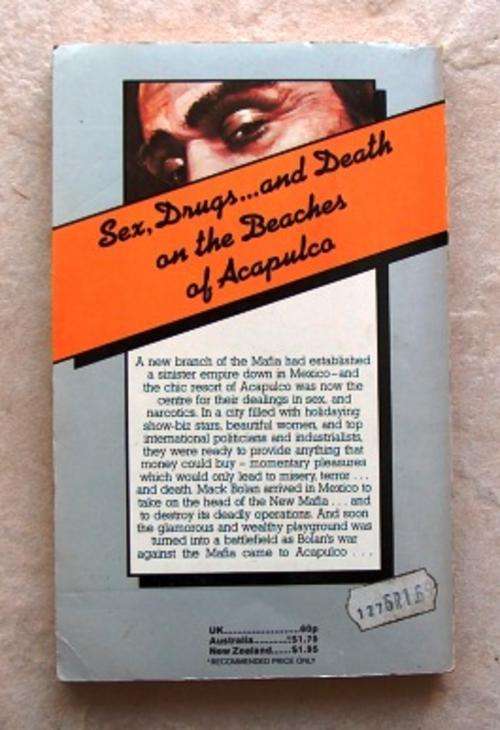 Sex, Drugs...and Death
on the Beaches
of Acapulco
A new branch of the Mafia had established
a sinister empire down in Mexico–and
the chic resort of Acapulco was now the
centre for their dealings in sex, and
narcotics. In a city filled with holidaying
show-biz stars, beautiful women, and top
international politicians and industrialists,
they were ready to provide anything that
money could buy – momentary pleasures
which would only lead to misery, terror ...
and death. Mack Bolan arrived in Mexico to
take on the head of the New Mafia ... and
to destroy its deadly operations. And soon
the glamorous and wealthy playground was
turned into a battlefield as Bolan's war
against the Mafia came to Acapulco ...
UK....................60p
Australia..........*$1.75
New Zealand.....$1.95
*RECOMMENDED PRICE ONLY